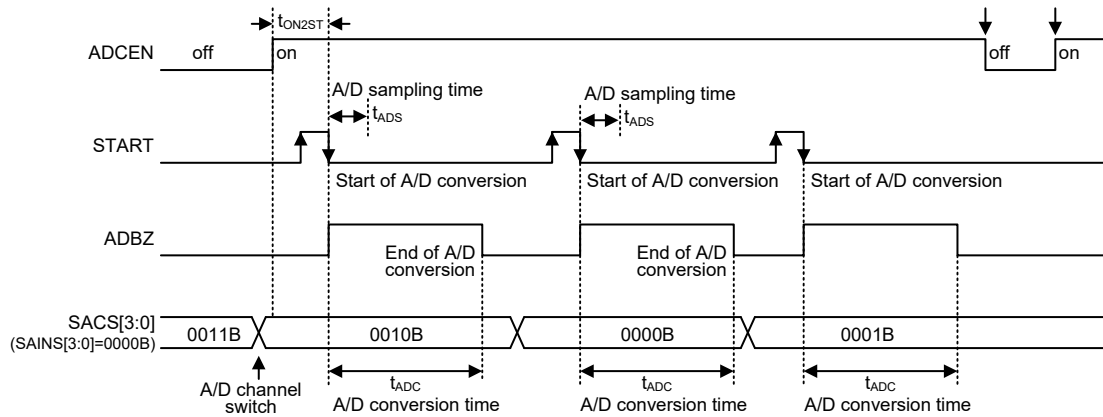 tON2ST
ADCEN off on off on
A/D sampling time A/D sampling time
tADS tADS
START
Start of A/D conversion Start of A/D conversion Start of A/D conversion
ADBZ
End of A/D conversion End of A/D conversion
SACS[3:0]
(SAINS[3:0]=0000B)
0011B 0010B 0000B 0001B
A/D channel switch
tADC tADC tADC
A/D conversion time A/D conversion time A/D conversion time